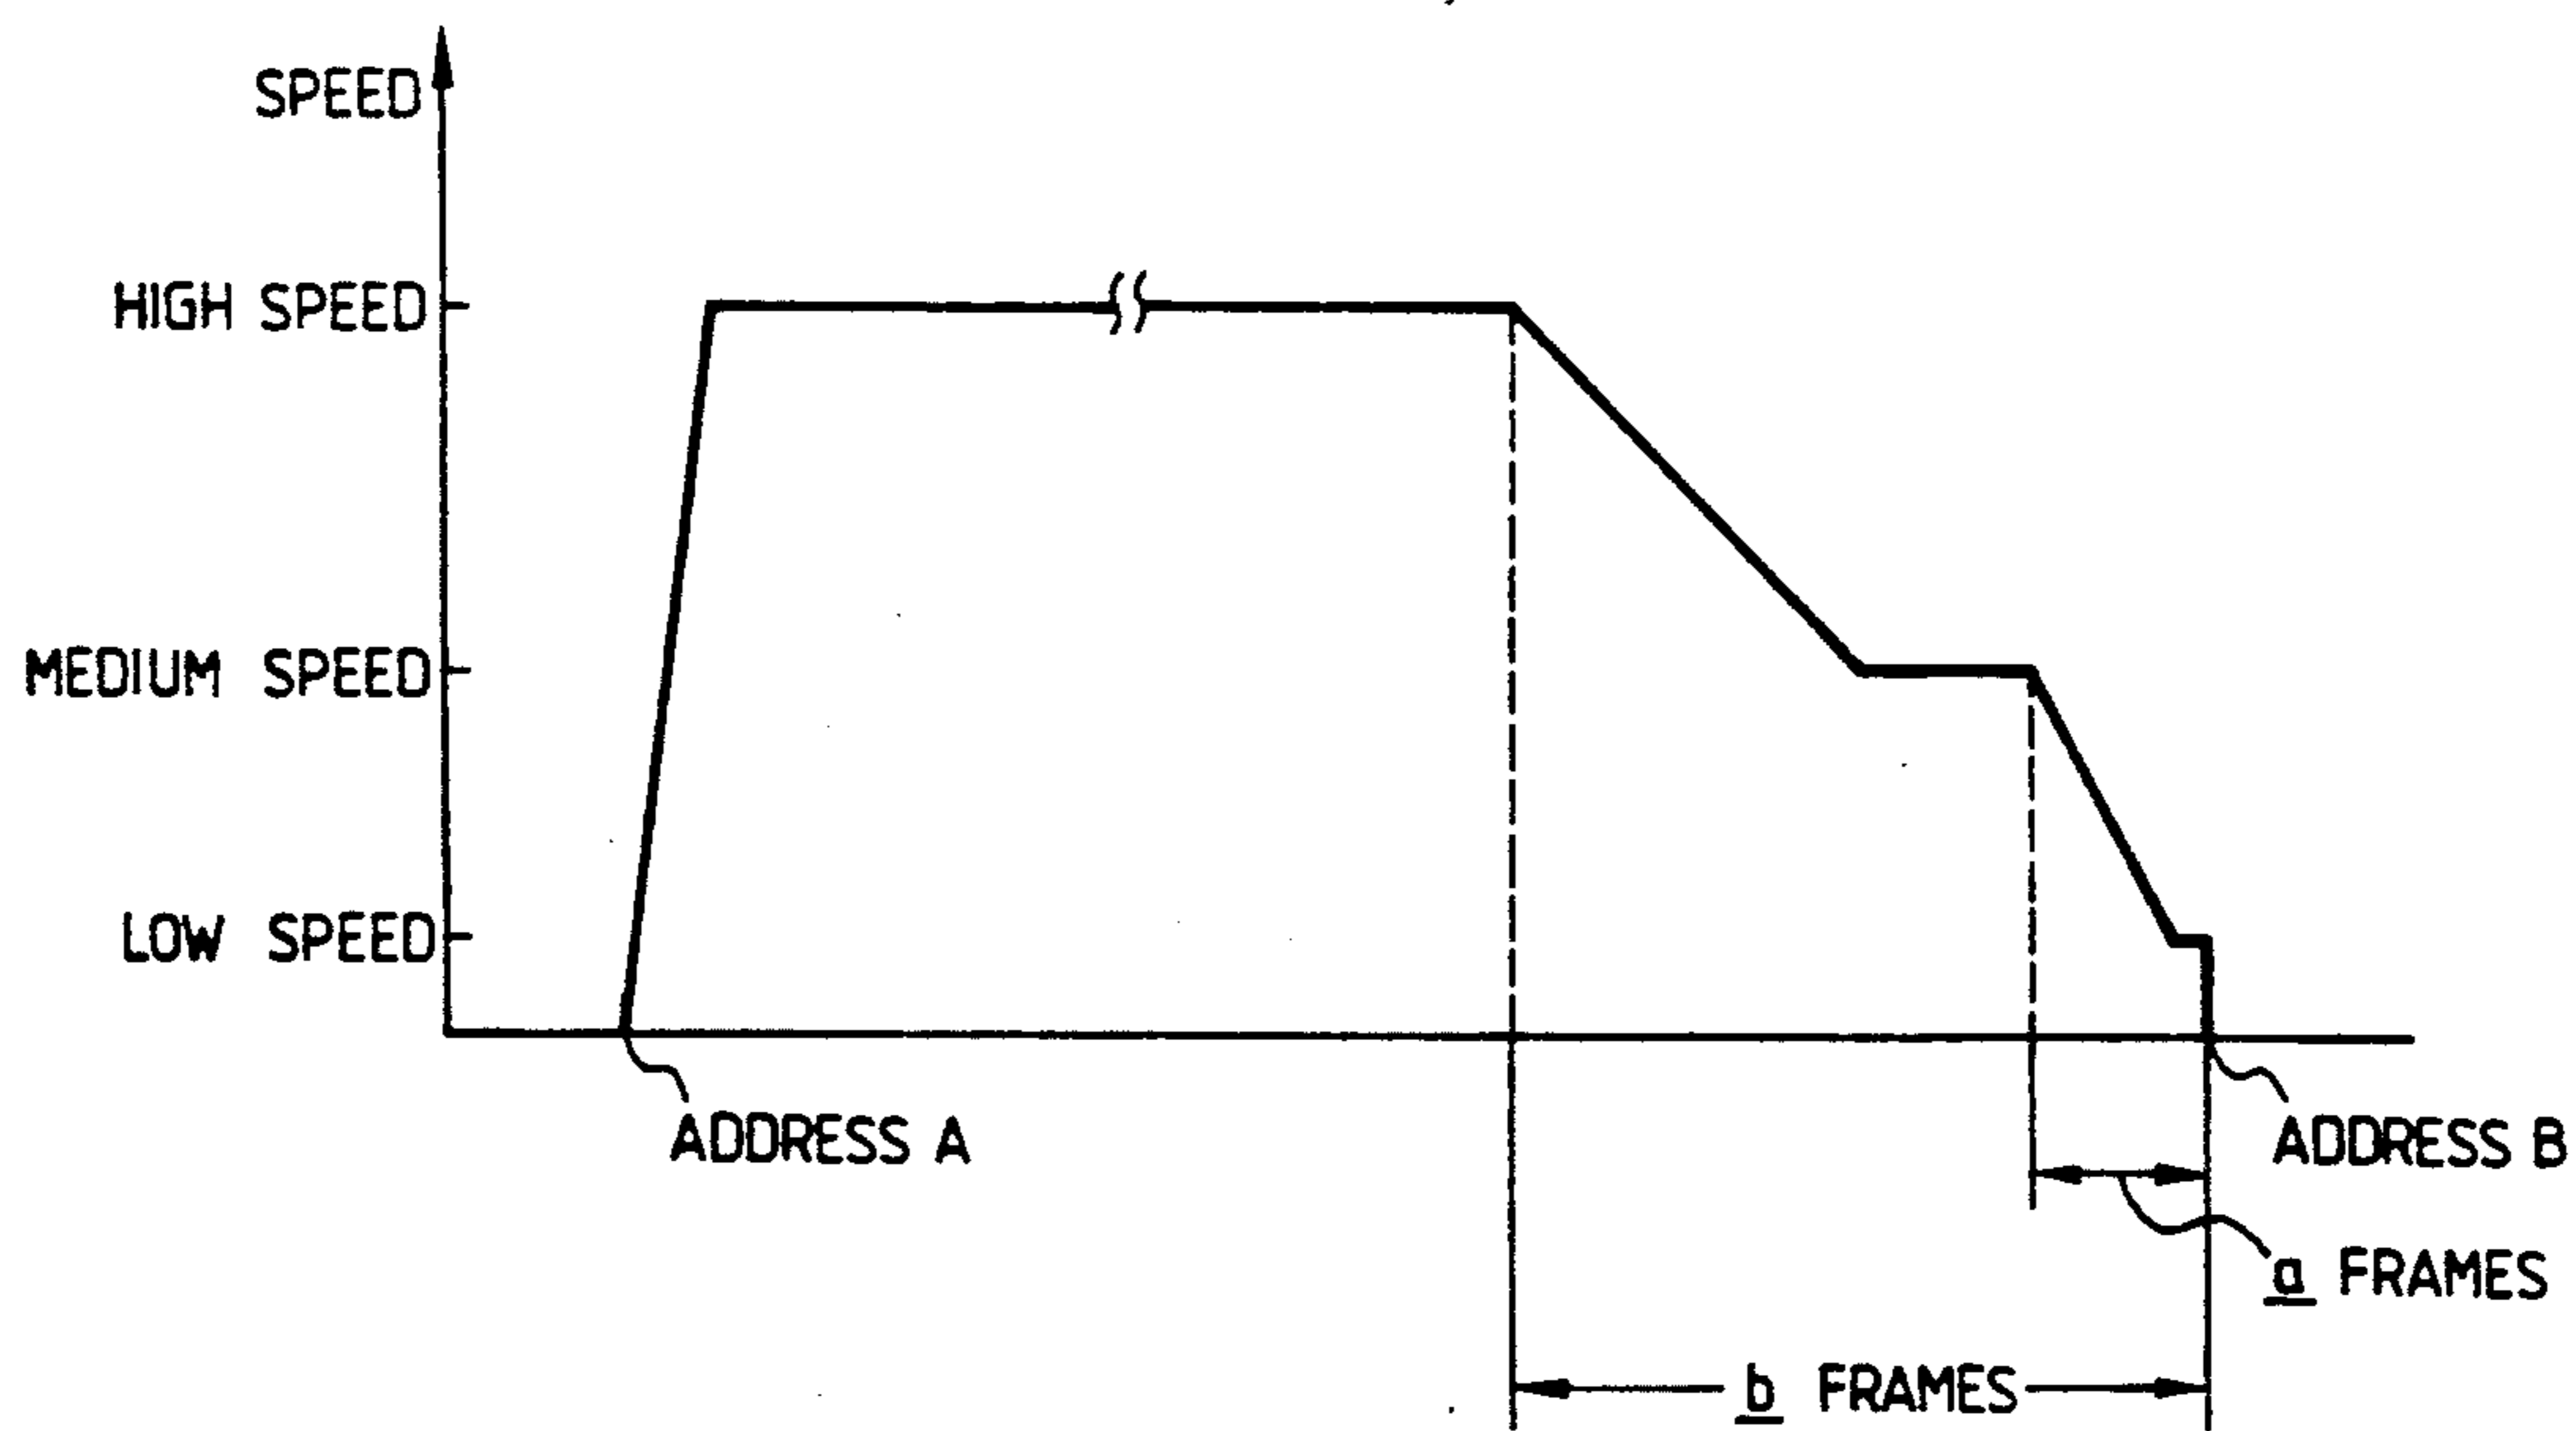 SPEED
HIGH SPEED
MEDIUM SPEED
LOW SPEED
ADDRESS A
ADDRESS B
a FRAMES
b FRAMES